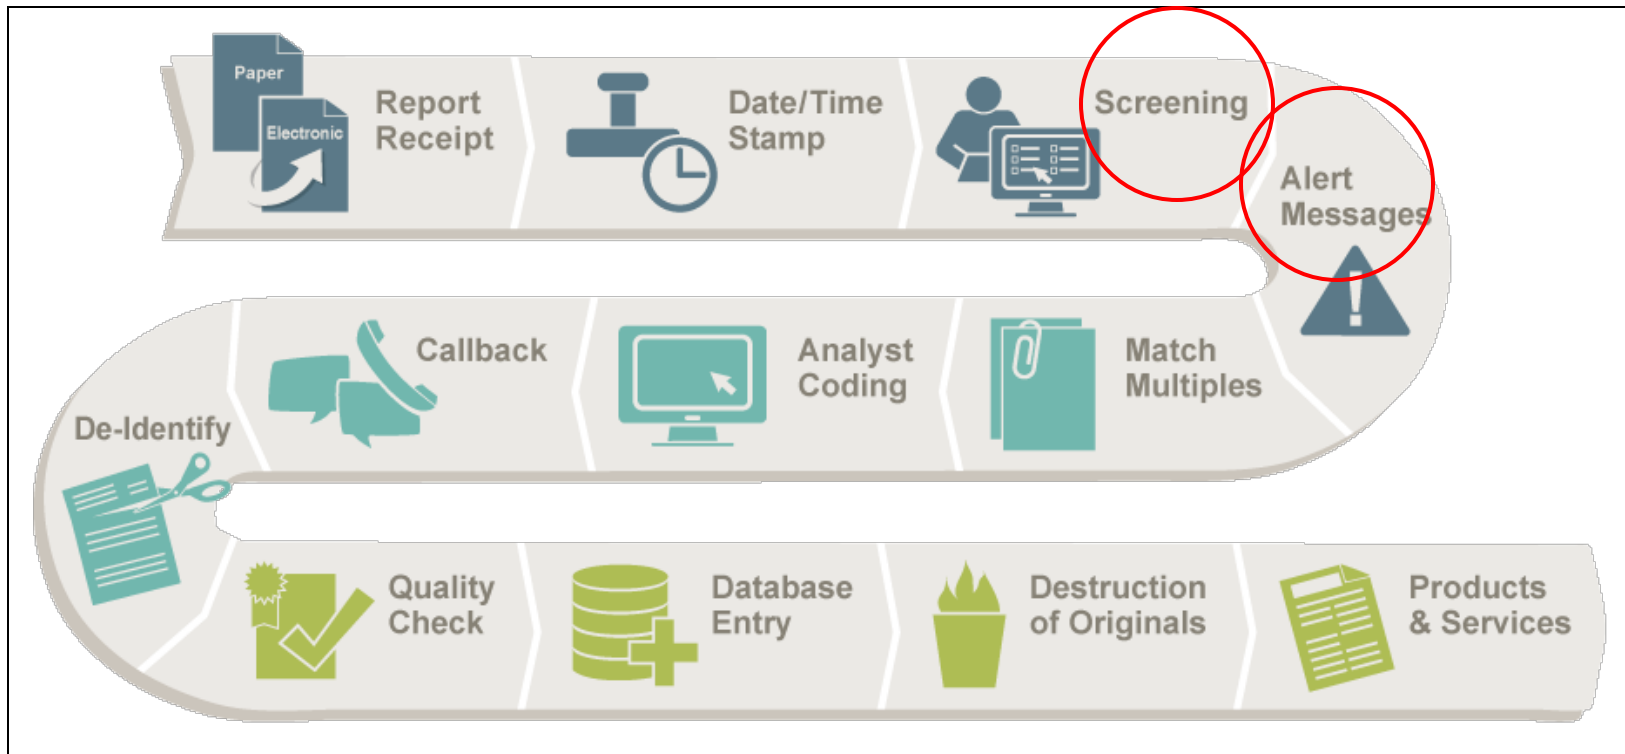 Paper
Electronic
Report
Receipt
Date/Time
Stamp
Screening
Alert
Messages
Match
Multiples
Analyst
Coding
Callback
De-Identify
Quality
Check
Database
Entry
Destruction
of Originals
Products
& Services